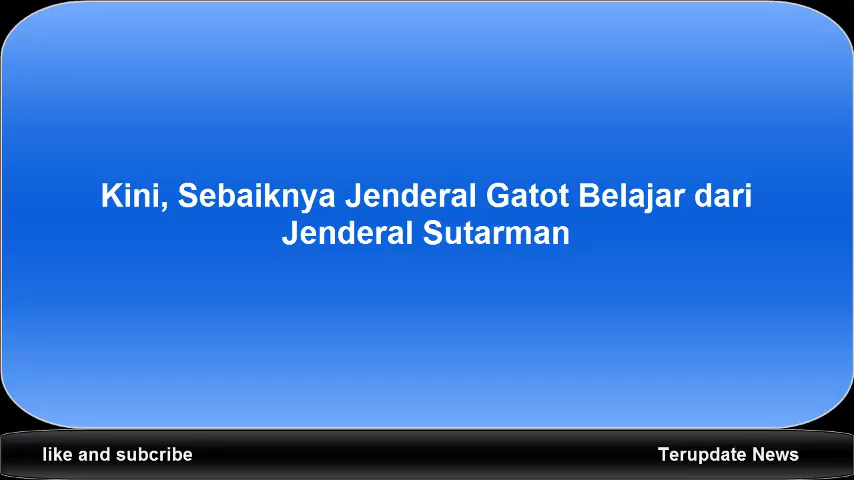 Kini, Sebaiknya Jenderal Gatot Belajar dari
Jenderal Sutarman
like and subcribe
Terupdate News